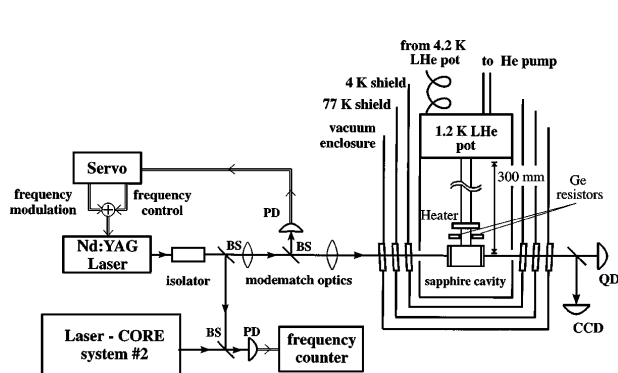 from 4.2 K
LHe pot
to He pump
4 K shield
77 K shield
vacuum
enclosure
1.2 K LHe
pot
300 mm
Ge
resistors
Heater
sapphire cavity
Servo
frequency
modulation
frequency
control
PD
Nd:YAG
Laser
isolator
BS
BS
modematch optics
QD
CCD
Laser - CORE
system #2
BS
PD
frequency
counter